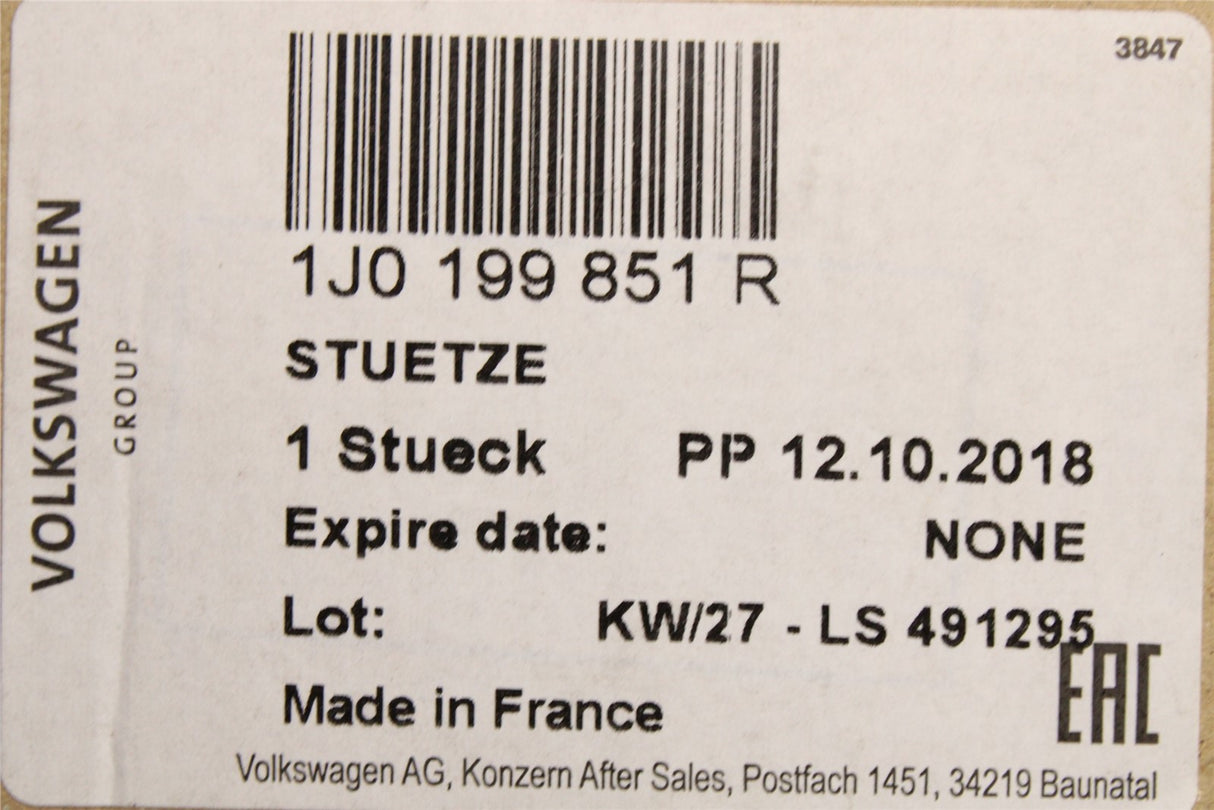 3847
VOLKSWAGEN
GROUP
1J0 199 851 R
STUETZE
1 Stueck PP 12.10.2018
Expire date: NONE
Lot: KW/27 - LS 491295
EAC
Made in France
Volkswagen AG, Konzern After Sales, Postfach 1451, 34219 Baunatal